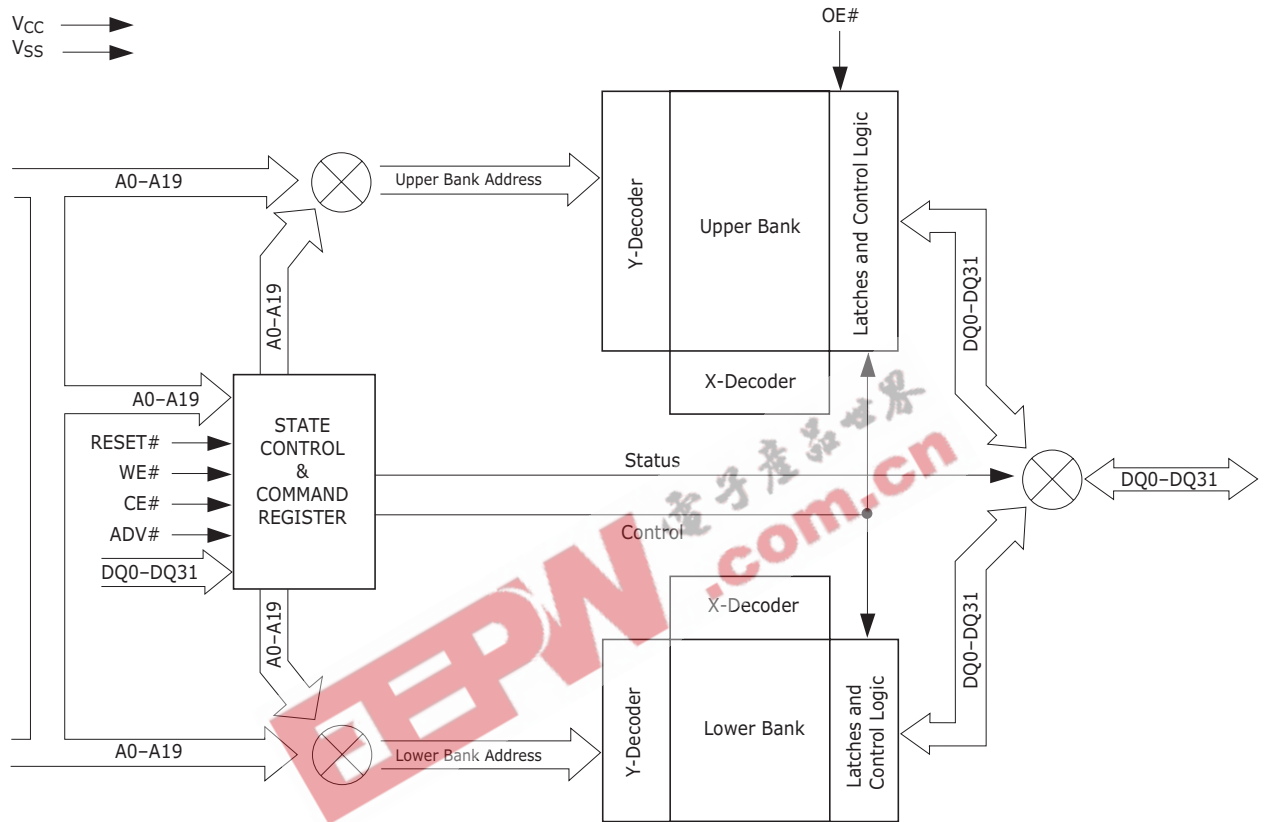 VCC
VSS
OE#
A0–A19
Upper Bank Address
Y-Decoder
Upper Bank
Latches and Control Logic
X-Decoder
DQ0–DQ31
A0–A19
A0–A19
RESET#
WE#
CE#
ADV#
DQ0–DQ31
STATE
CONTROL
&
COMMAND
REGISTER
Status
Control
DQ0–DQ31
電子產品世界
EEPW
.com.cn
A0–A19
X-Decoder
DQ0–DQ31
A0–A19
Lower Bank Address
Y-Decoder
Lower Bank
Latches and
Control Logic